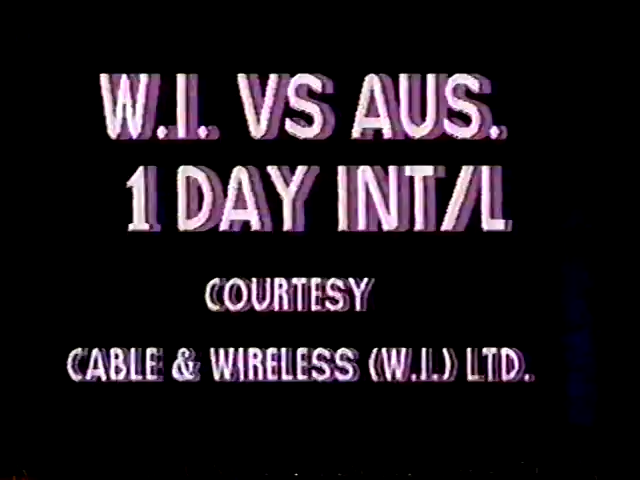 W.I. VS AUS.
1 DAY INT/L
COURTESY
CABLE & WIRELESS (W.I.) LTD.